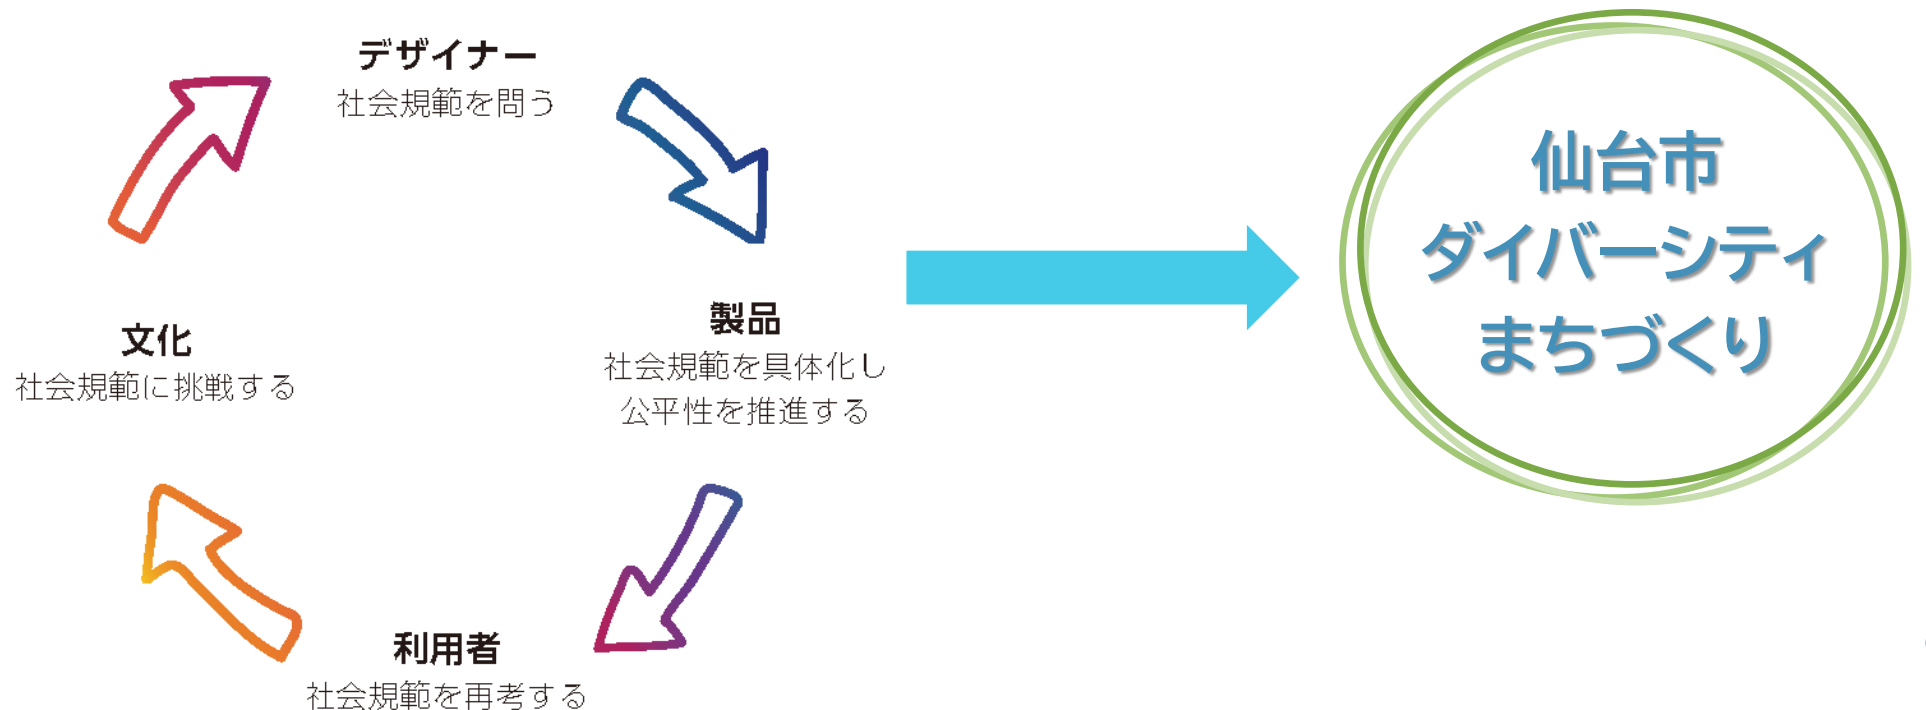 デザイナー
社会規範を問う
製品
社会規範を具体化し
公平性を推進する
利用者
社会規範を再考する
文化
社会規範に挑戦する
仙台市
ダイバーシティ
まちづくり